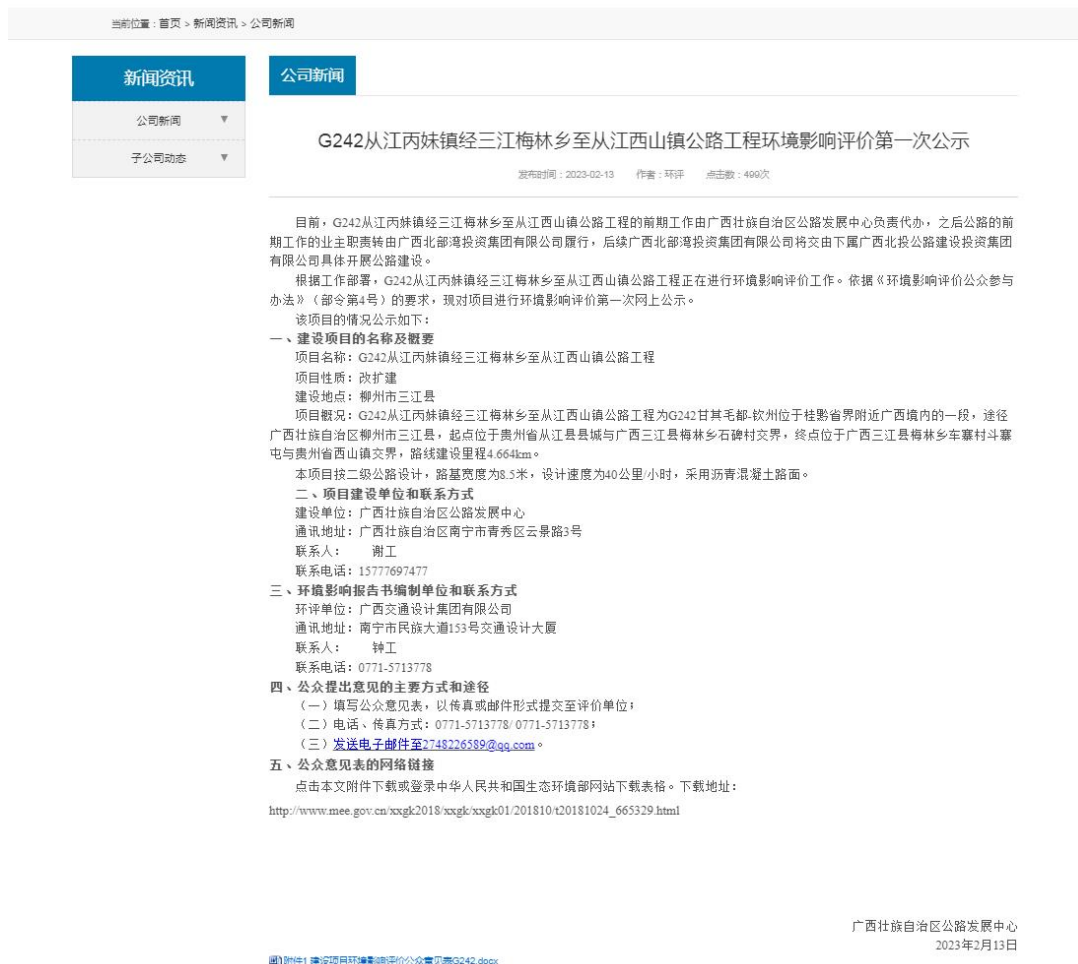 当前位置：首页 > 新闻资讯 > 公司新闻
新闻资讯
公司新闻 ▼
子公司动态 ▼
公司新闻
G242从江丙妹镇经三江梅林乡至从江西山镇公路工程环境影响评价第一次公示
发布时间：2023-02-13 作者：环评 点击数：499次
目前，G242从江丙妹镇经三江梅林乡至从江西山镇公路工程的前期工作由广西壮族自治区公路发展中心负责代办，之后公路的前
期工作的业主职责转由广西北部湾投资集团有限公司履行，后续广西北部湾投资集团有限公司将交由下属广西北投公路建设投资集团
有限公司具体开展公路建设。
根据工作部署，G242从江丙妹镇经三江梅林乡至从江西山镇公路工程正在进行环境影响评价工作。依据《环境影响评价公众参与
办法》（部令第4号）的要求，现对项目进行环境影响评价第一次网上公示。
该项目的情况公示如下：
一、建设项目的名称及概要
项目名称：G242从江丙妹镇经三江梅林乡至从江西山镇公路工程
项目性质：改扩建
建设地点：柳州市三江县
项目概况：G242从江丙妹镇经三江梅林乡至从江西山镇公路工程为G242甘其毛都-钦州位于桂黔省界附近广西境内的一段，途径
广西壮族自治区柳州市三江县，起点位于贵州省从江县县城与广西三江县梅林乡石碑村交界，终点位于广西三江县梅林乡车寨村斗寨
屯与贵州省西山镇交界，路线建设里程4.664km。
本项目按二级公路设计，路基宽度为8.5米，设计速度为40公里/小时，采用沥青混凝土路面。
二、项目建设单位和联系方式
建设单位：广西壮族自治区公路发展中心
通讯地址：广西壮族自治区南宁市青秀区云景路3号
联系人： 谢工
联系电话：15777697477
三、环境影响报告书编制单位和联系方式
环评单位：广西交通设计集团有限公司
通讯地址：南宁市民族大道153号交通设计大厦
联系人： 钟工
联系电话：0771-5713778
四、公众提出意见的主要方式和途径
（一）填写公众意见表，以传真或邮件形式提交至评价单位；
（二）电话、传真方式：0771-5713778/ 0771-5713778；
（三）发送电子邮件至2748226589@qq.com。
五、公众意见表的网络链接
点击本文附件下载或登录中华人民共和国生态环境部网站下载表格。下载地址：
http://www.mee.gov.cn/xxgk2018/xxgk/xxgk01/201810/t20181024_665329.html
广西壮族自治区公路发展中心
2023年2月13日
附件1 建设项目环境影响评价公众意见表G242.docx